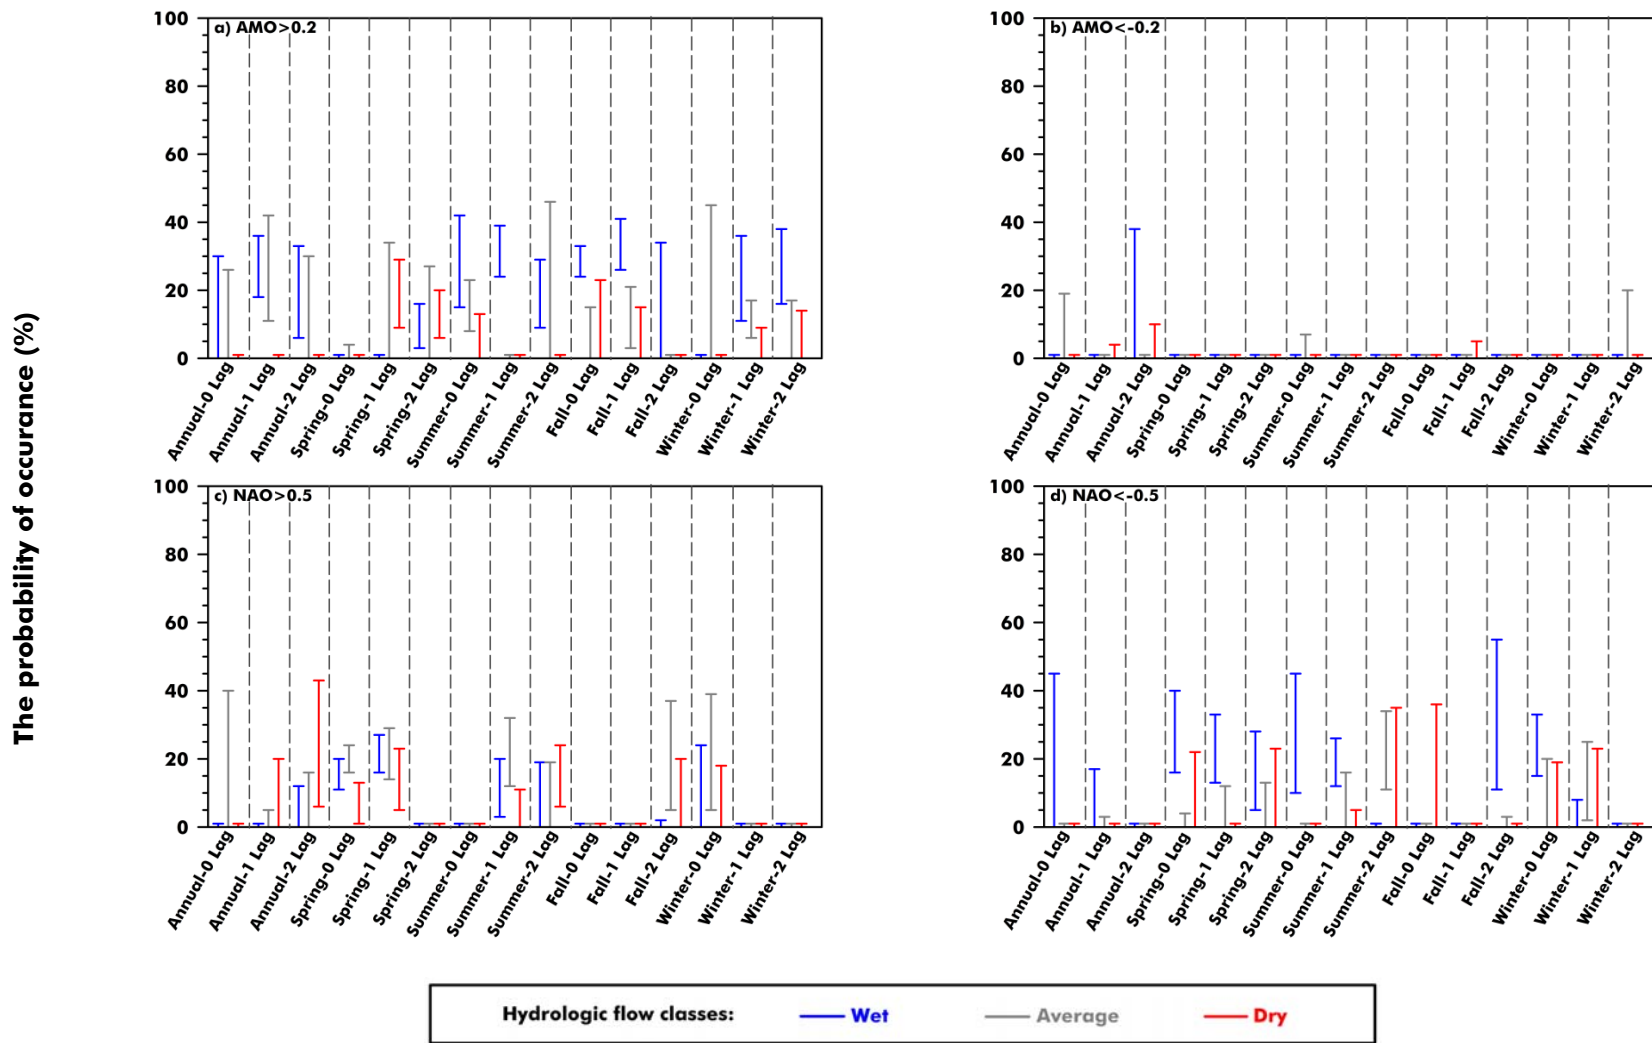 The probability of occurance (%)
a) AMO>0.2
100
80
60
40
20
0
Annual-0 Lag
Annual-1 Lag
Annual-2 Lag
Spring-0 Lag
Spring-1 Lag
Spring-2 Lag
Summer-0 Lag
Summer-1 Lag
Summer-2 Lag
Fall-0 Lag
Fall-1 Lag
Fall-2 Lag
Winter-0 Lag
Winter-1 Lag
Winter-2 Lag
b) AMO<-0.2
100
80
60
40
20
0
Annual-0 Lag
Annual-1 Lag
Annual-2 Lag
Spring-0 Lag
Spring-1 Lag
Spring-2 Lag
Summer-0 Lag
Summer-1 Lag
Summer-2 Lag
Fall-0 Lag
Fall-1 Lag
Fall-2 Lag
Winter-0 Lag
Winter-1 Lag
Winter-2 Lag
c) NAO>0.5
100
80
60
40
20
0
Annual-0 Lag
Annual-1 Lag
Annual-2 Lag
Spring-0 Lag
Spring-1 Lag
Spring-2 Lag
Summer-0 Lag
Summer-1 Lag
Summer-2 Lag
Fall-0 Lag
Fall-1 Lag
Fall-2 Lag
Winter-0 Lag
Winter-1 Lag
Winter-2 Lag
d) NAO<-0.5
100
80
60
40
20
0
Annual-0 Lag
Annual-1 Lag
Annual-2 Lag
Spring-0 Lag
Spring-1 Lag
Spring-2 Lag
Summer-0 Lag
Summer-1 Lag
Summer-2 Lag
Fall-0 Lag
Fall-1 Lag
Fall-2 Lag
Winter-0 Lag
Winter-1 Lag
Winter-2 Lag
Hydrologic flow classes: Wet Average Dry